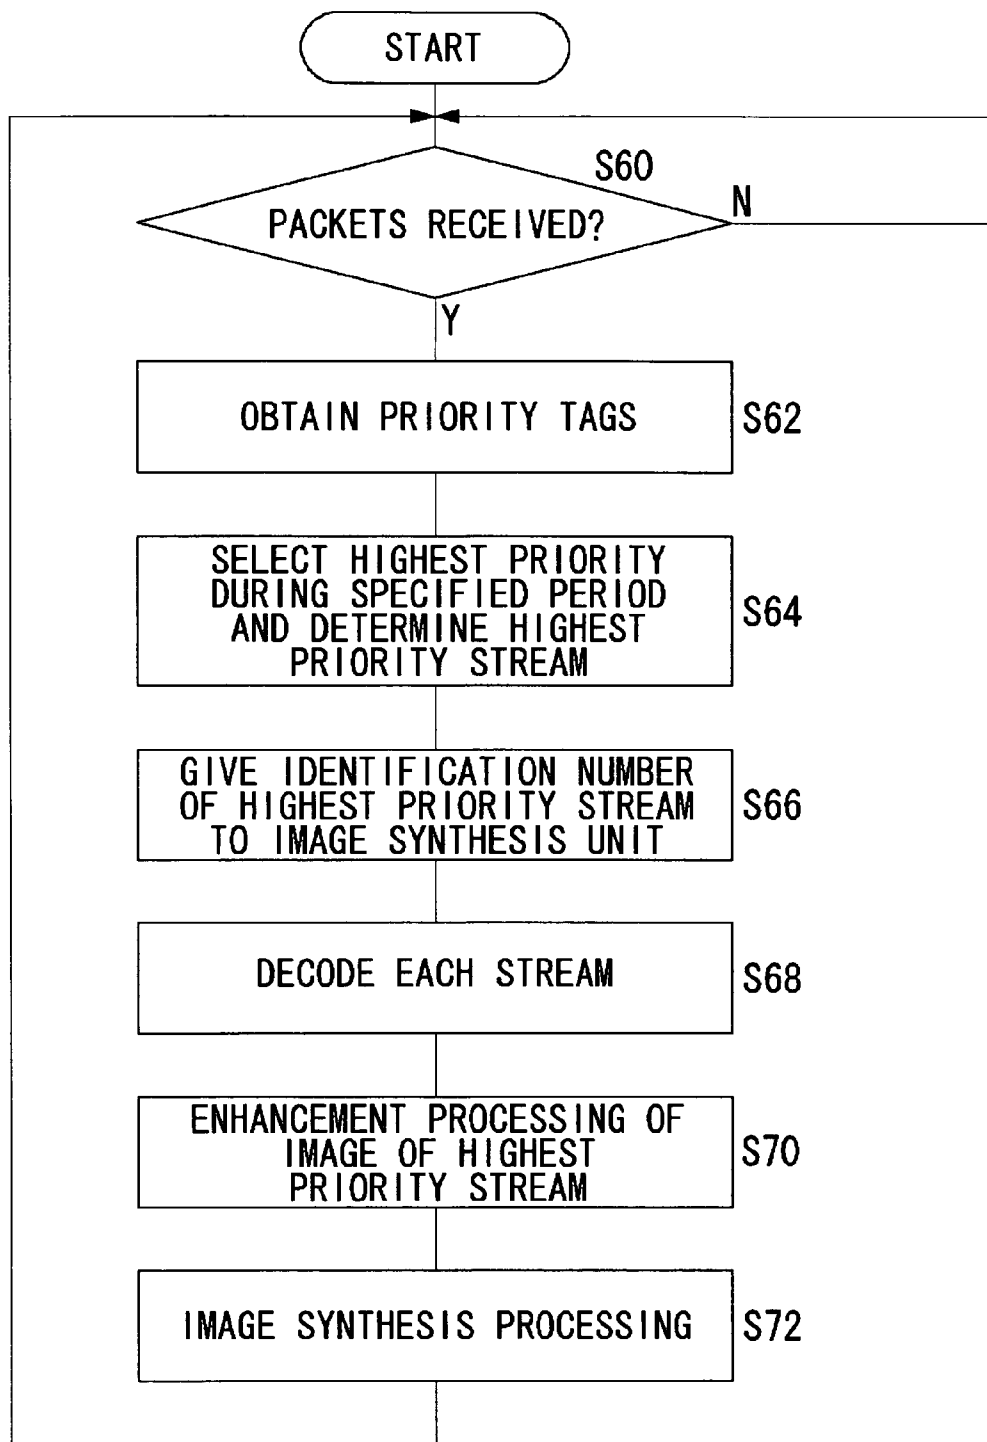 START
S60
PACKETS RECEIVED?
N
Y
OBTAIN PRIORITY TAGS
S62
SELECT HIGHEST PRIORITY
DURING SPECIFIED PERIOD
AND DETERMINE HIGHEST
PRIORITY STREAM
S64
GIVE IDENTIFICATION NUMBER
OF HIGHEST PRIORITY STREAM
TO IMAGE SYNTHESIS UNIT
S66
DECODE EACH STREAM
S68
ENHANCEMENT PROCESSING OF
IMAGE OF HIGHEST
PRIORITY STREAM
S70
IMAGE SYNTHESIS PROCESSING
S72